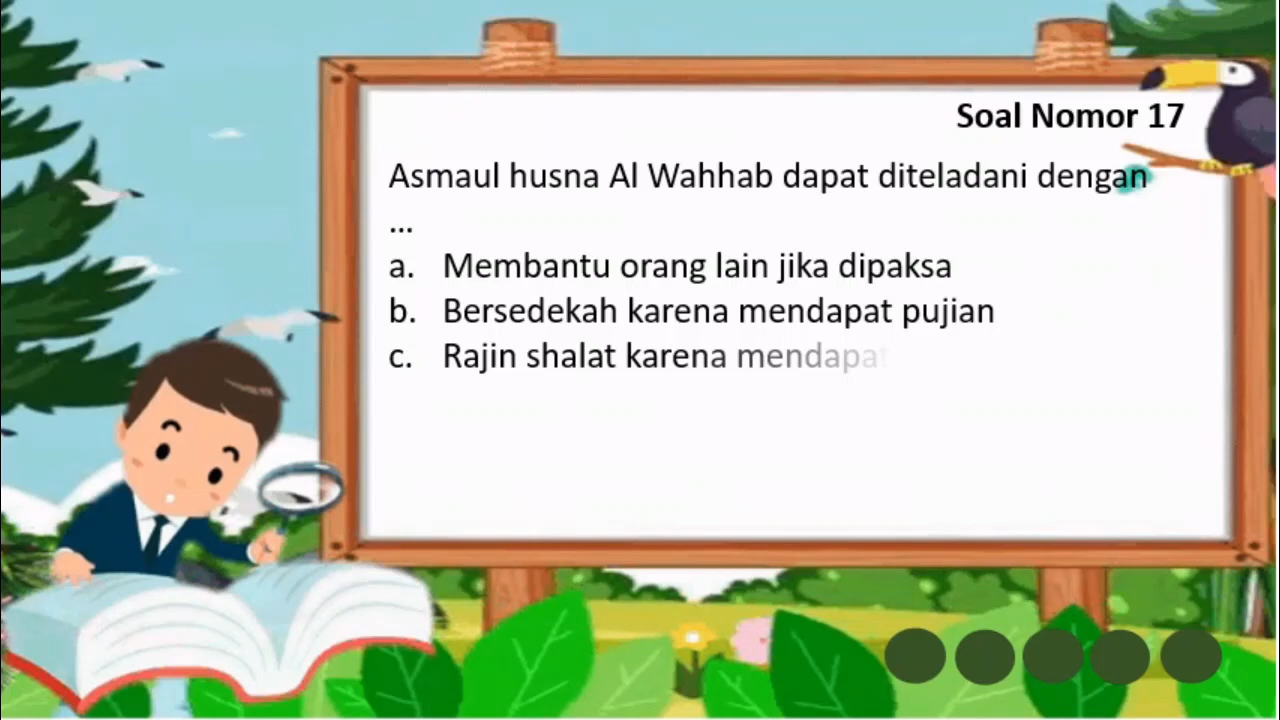 Soal Nomor 17
Asmaul husna Al Wahhab dapat diteladani dengan
...
a. Membantu orang lain jika dipaksa
b. Bersedekah karena mendapat pujian
c. Rajin shalat karena mendapat